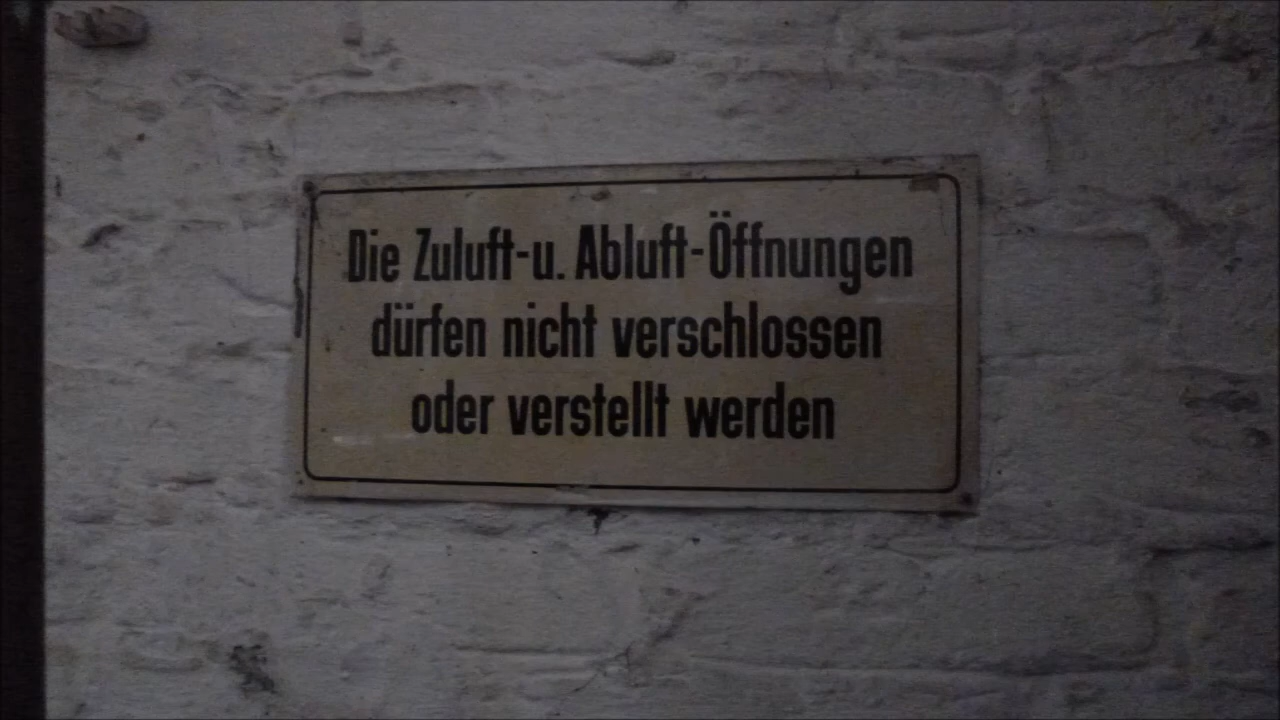 Die Zuluft-u. Abluft-Öffnungen
dürfen nicht verschlossen
oder verstellt werden